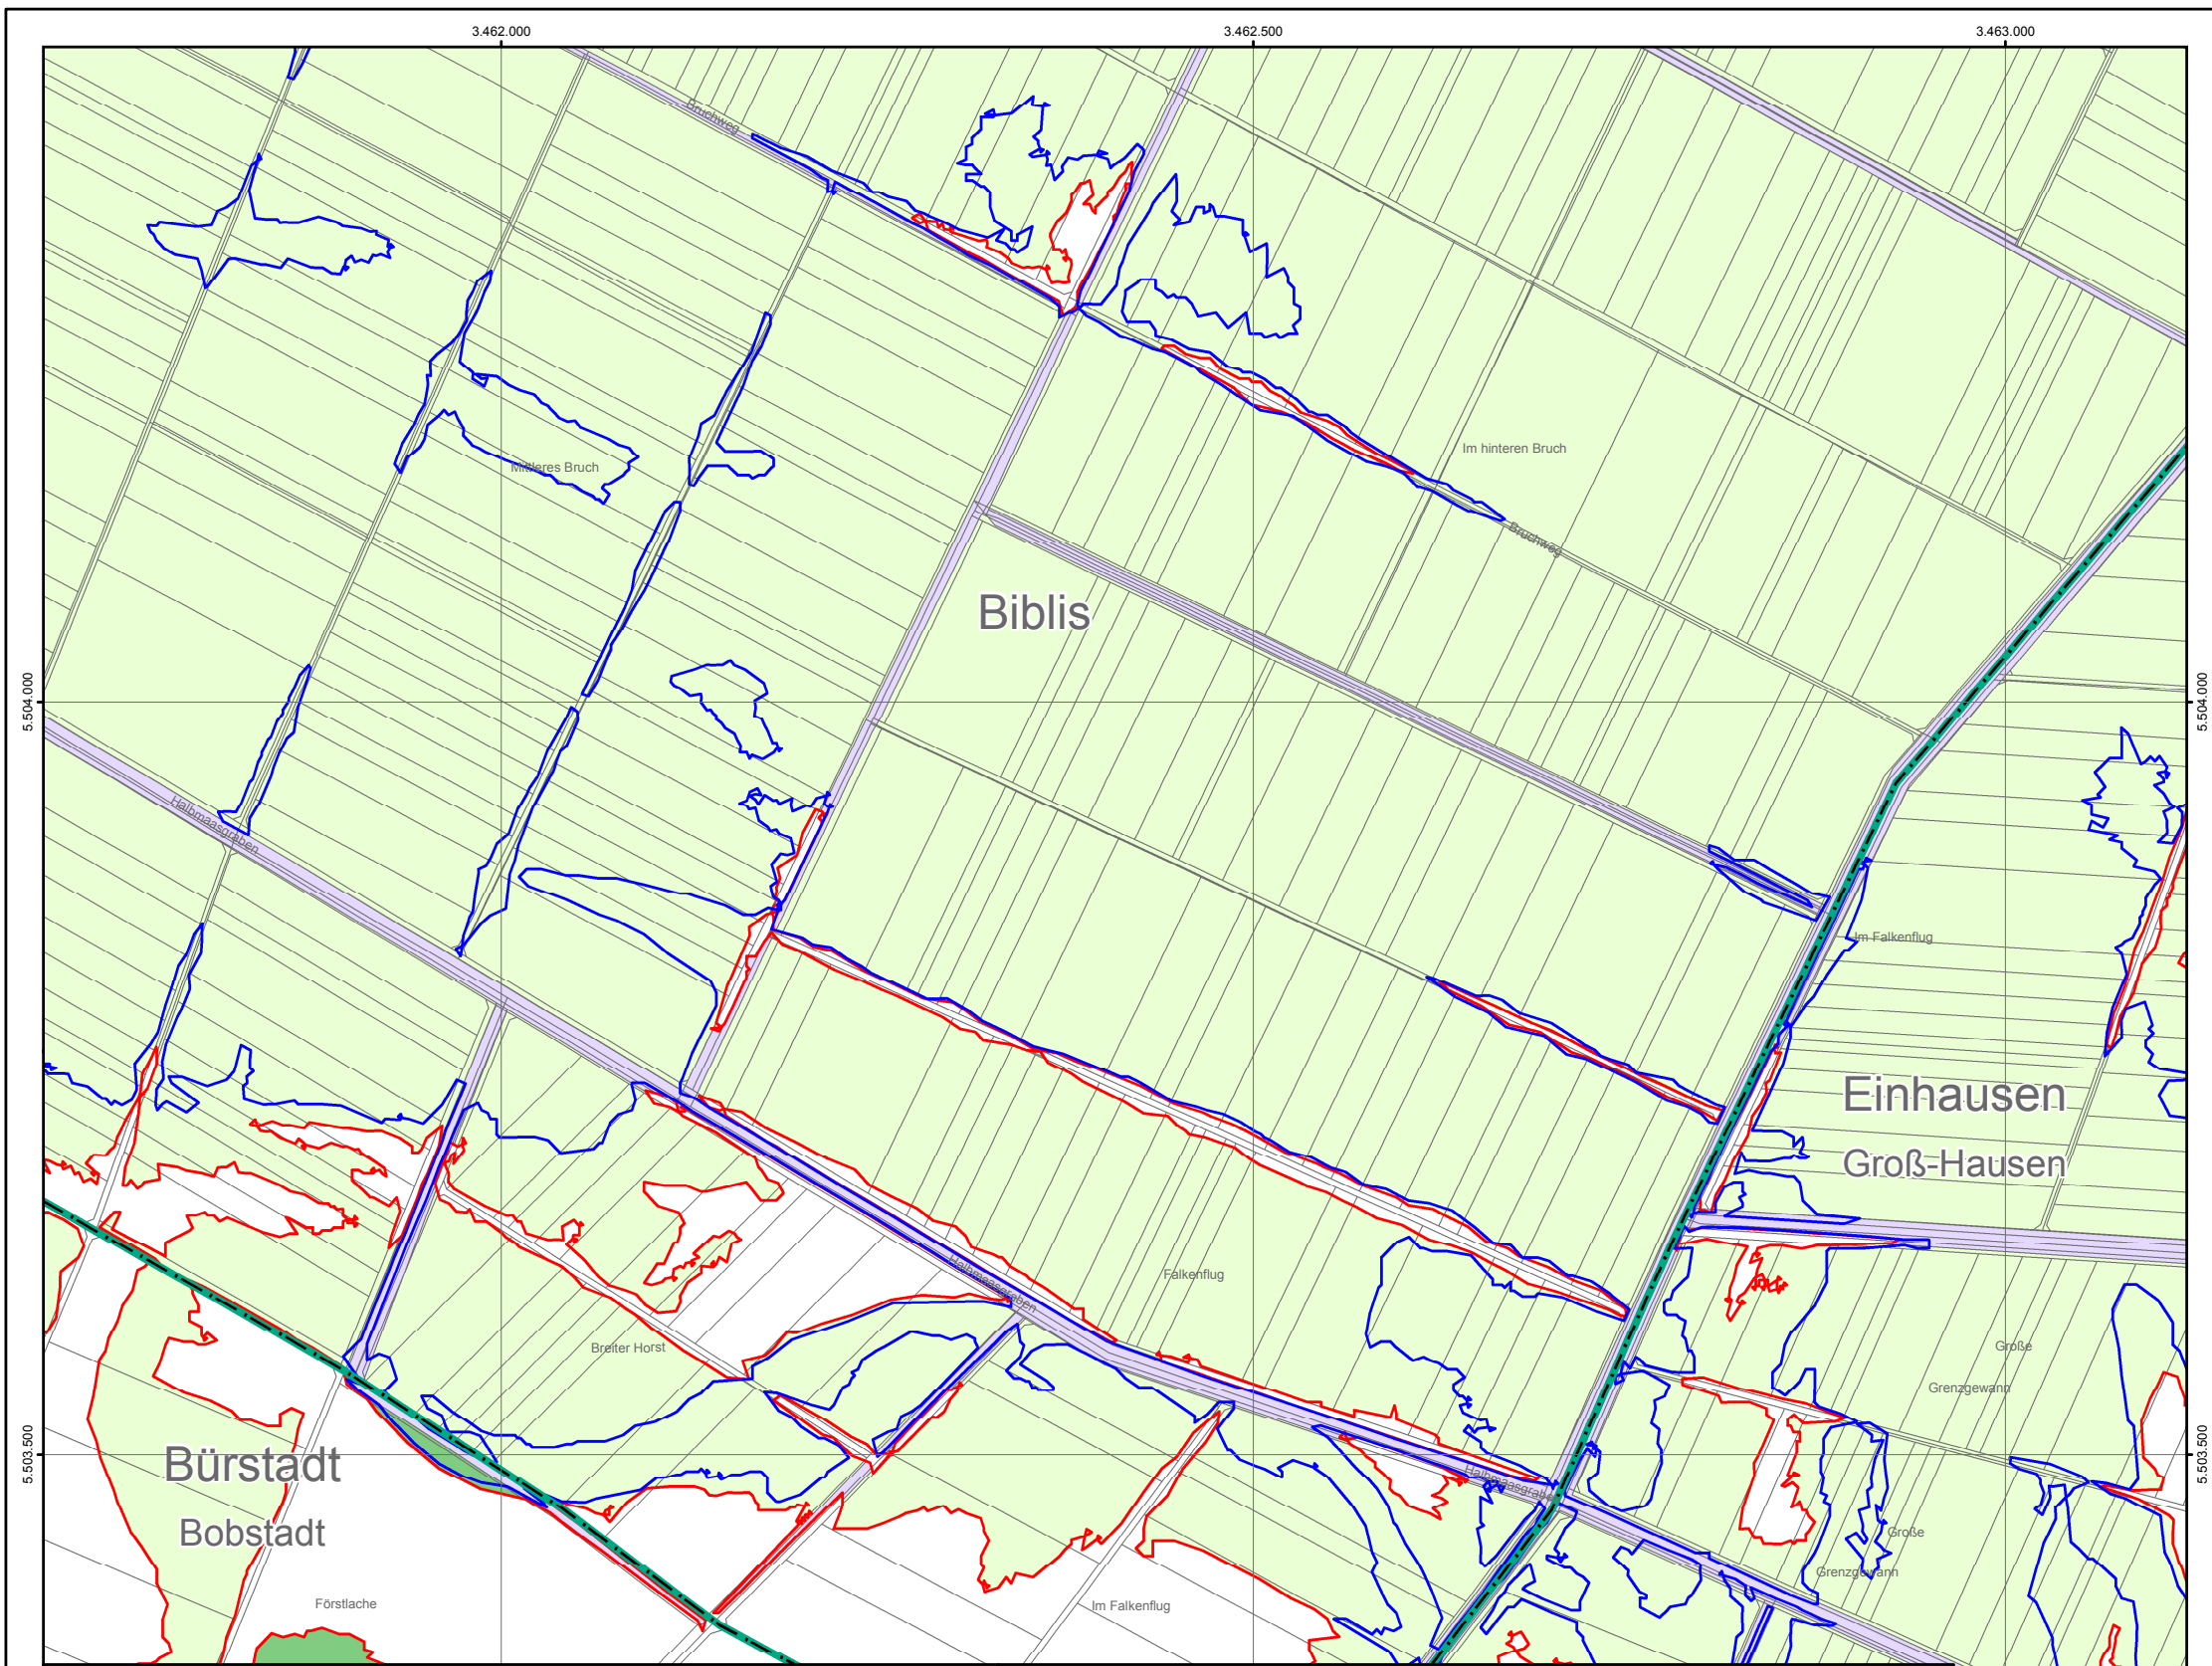 3.462.000
3.462.500
3.463.000
Bruchweg
Im hinteren Bruch
Mittleres Bruch
Bruchweg
Biblis
5.504.000
5.504.000
Halbmaasgraben
Im Falkenflug
Einhausen
Groß-Hausen
Falkenflug
Halbmaasgraben
Breiter Horst
Große
Grenzgewann
Bürstadt
5.503.500
5.503.500
Halbmaasgraben
Bobstadt
Große
Grenzgewann
Förstlache
Im Falkenflug